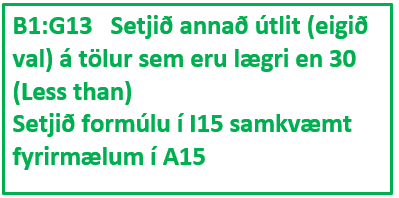 B1:G13   Setjið annað útlit (eigið
val) á tölur sem eru lægri en 30
(Less than)
Setjið formúlu í I15 samkvæmt
fyrirmælum í A15